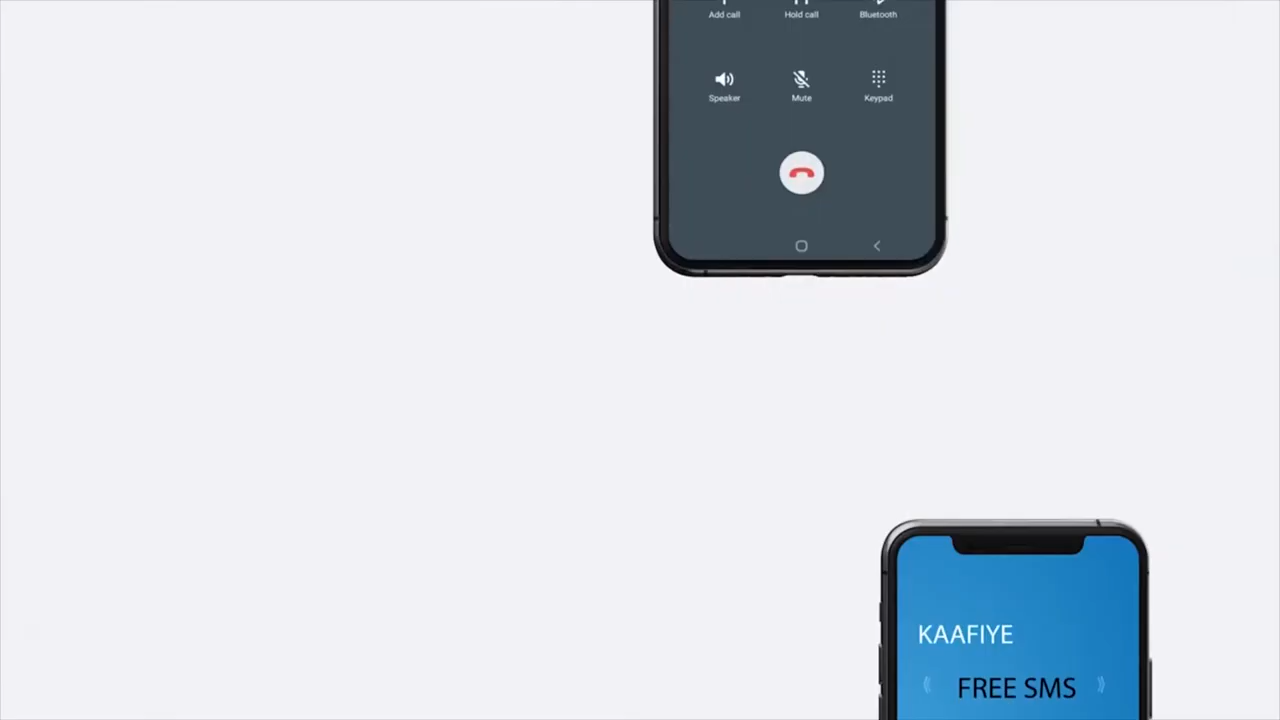 Add call Hold call Bluetooth
Speaker Mute Keypad
KAAFIYE
FREE SMS